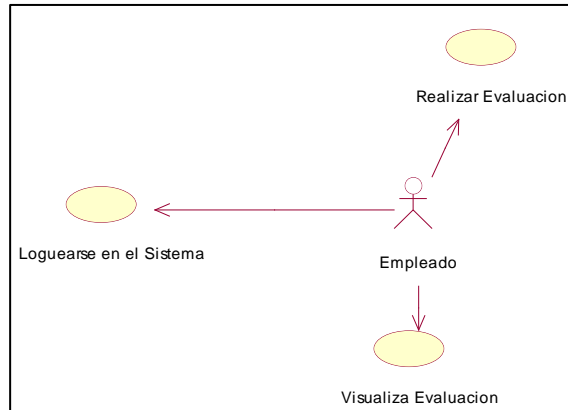 Realizar Evaluacion
Loguearse en el Sistema
Empleado
Visualiza Evaluacion